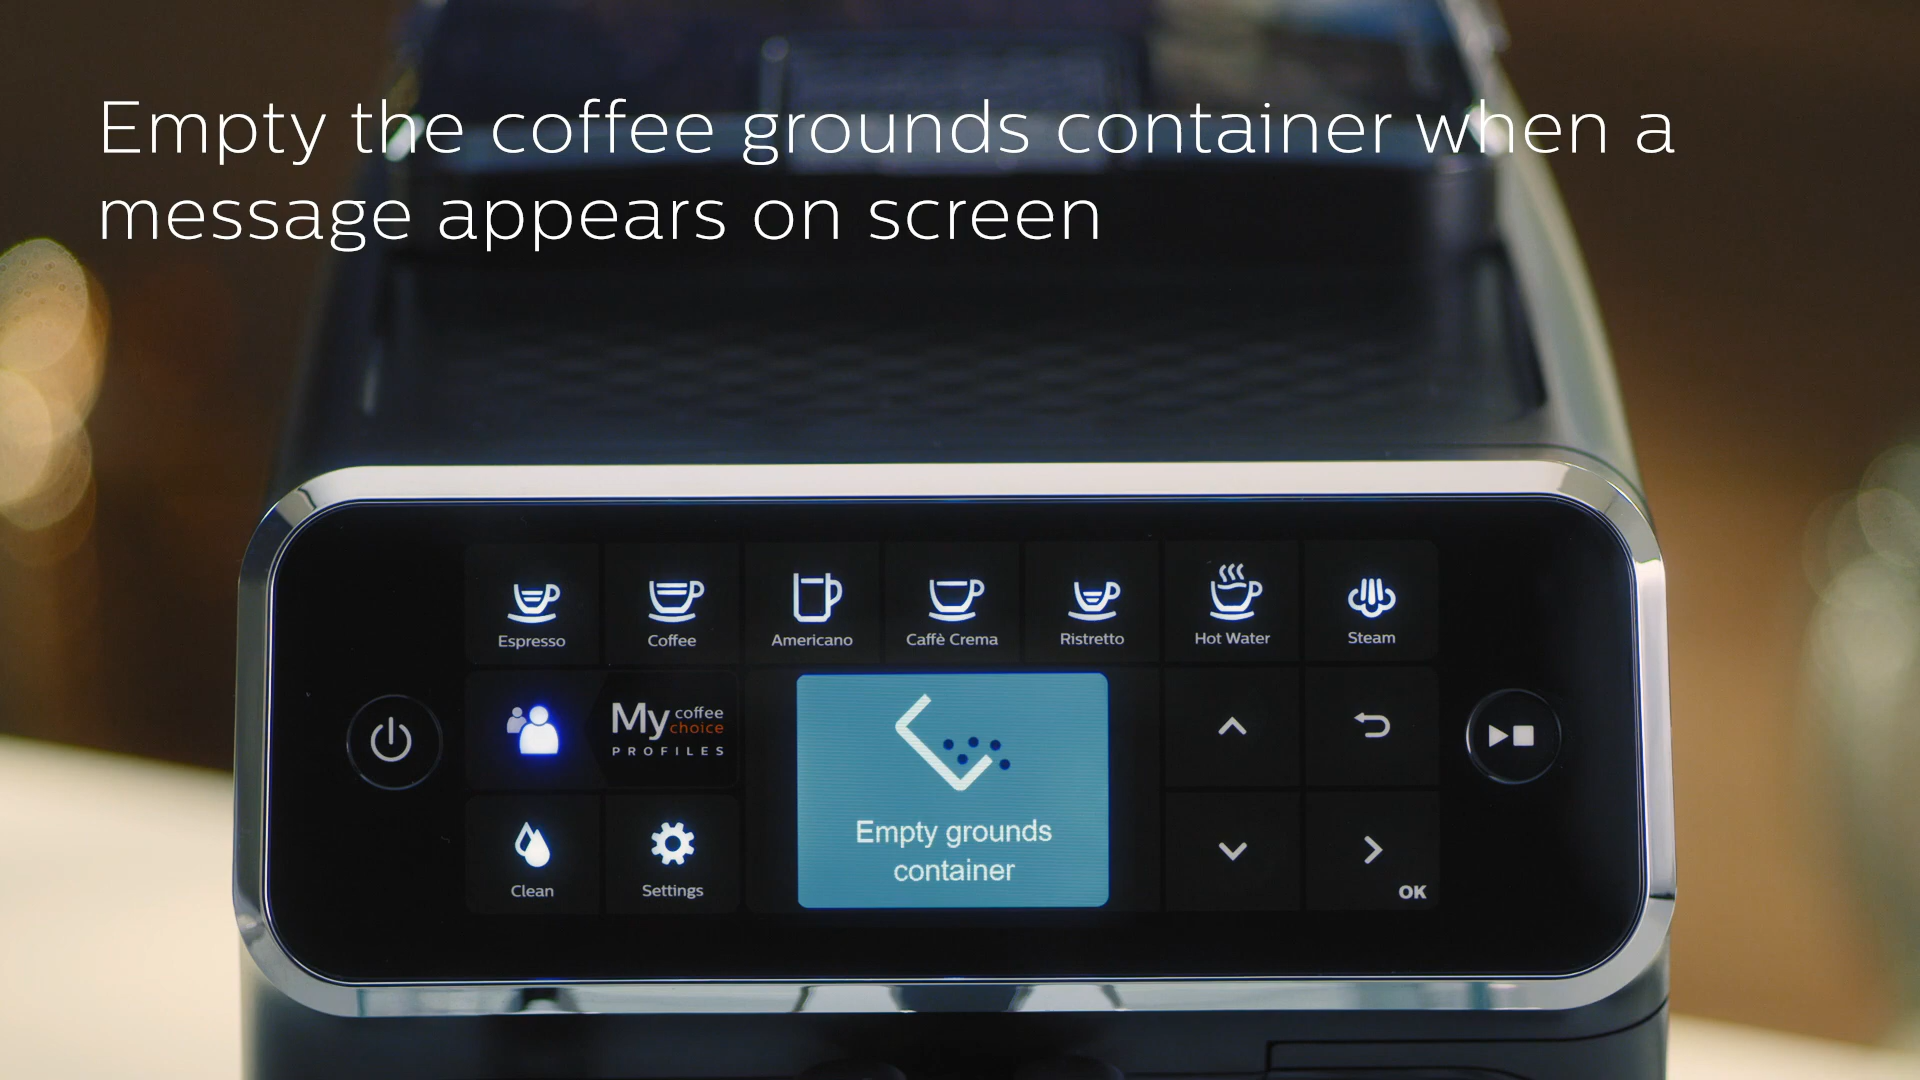 Empty the coffee grounds container when a
message appears on screen
Espresso
Coffee
Americano
Caffè Crema
Ristretto
Hot Water
Steam
My coffee choice
PROFILES
Empty grounds
container
Clean
Settings
OK